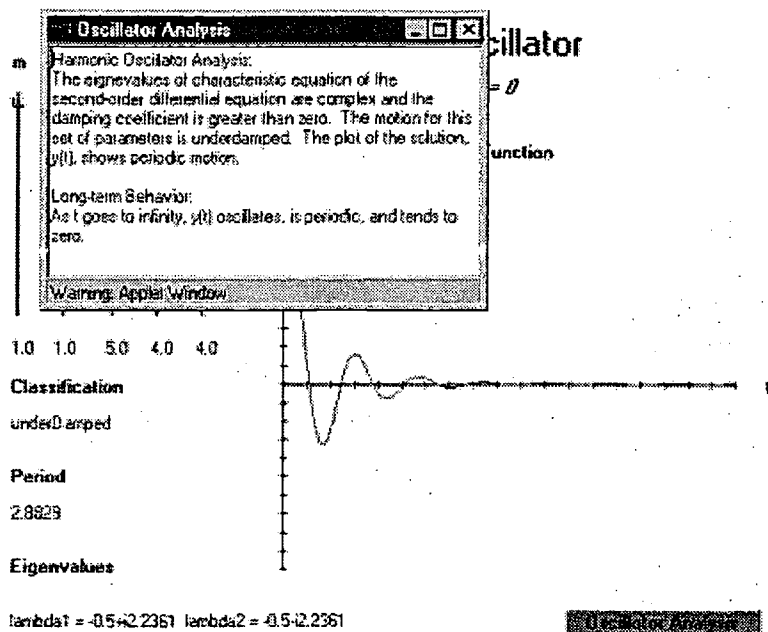 Oscillator Analysis
cillator
Harmonic Oscillator Analysis:
The eignevalues of characteristic equation of the
second-order differential equation are complex and the
damping coefficient is greater than zero. The motion for this
set of parameters is underdamped. The plot of the solution,
y(t), shows periodic motion.
Long-term Behavior:
As t goes to infinity, y(t) oscillates, is periodic, and tends to
zero.
Warning: Applet Window
m
= 0
unction
1.0 1.0 5.0 4.0 4.0
Classification
underDamped
Period
2.8829
Eigenvalues
lambda1 = -0.5+i2.2361 lambda2 = -0.5-i2.2361
Oscillator Analysis